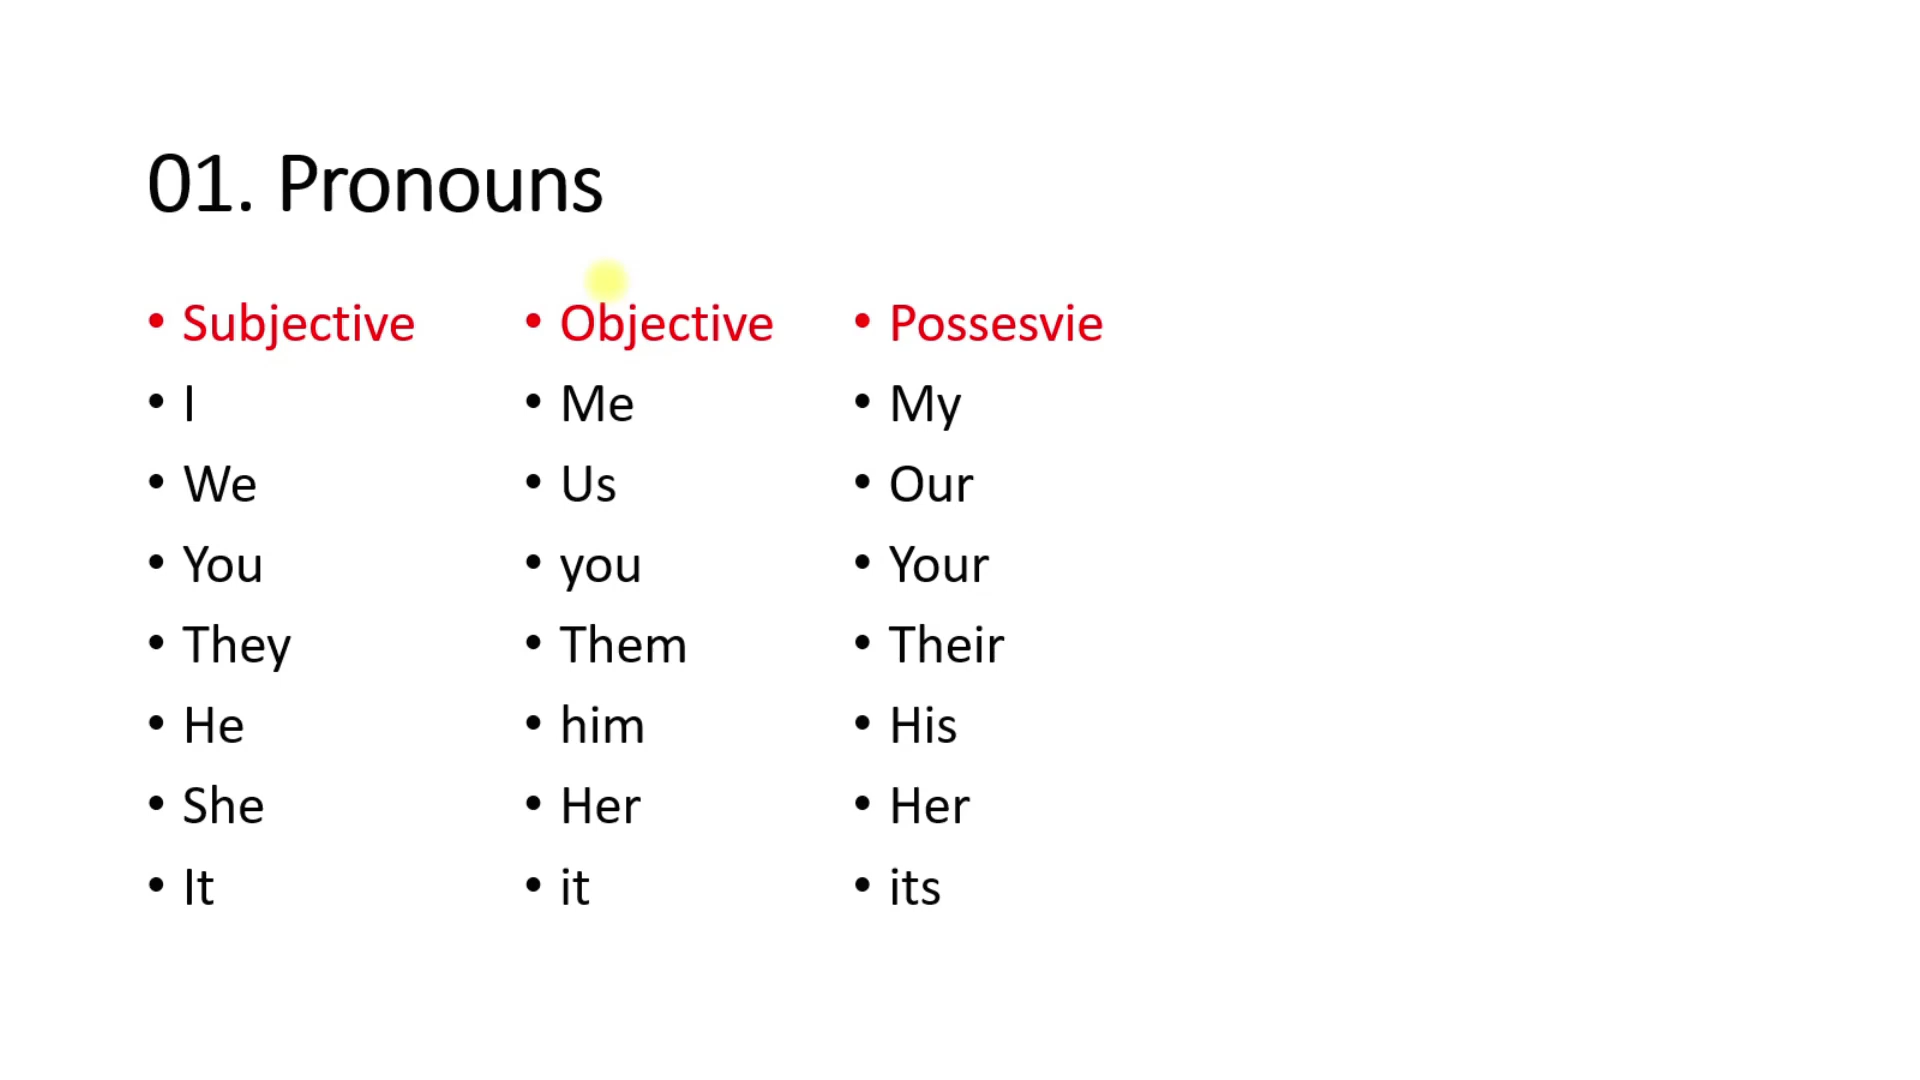 01. Pronouns
• Subjective
• I
• We
• You
• They
• He
• She
• It
• Objective
• Me
• Us
• you
• Them
• him
• Her
• it
• Possesvie
• My
• Our
• Your
• Their
• His
• Her
• its